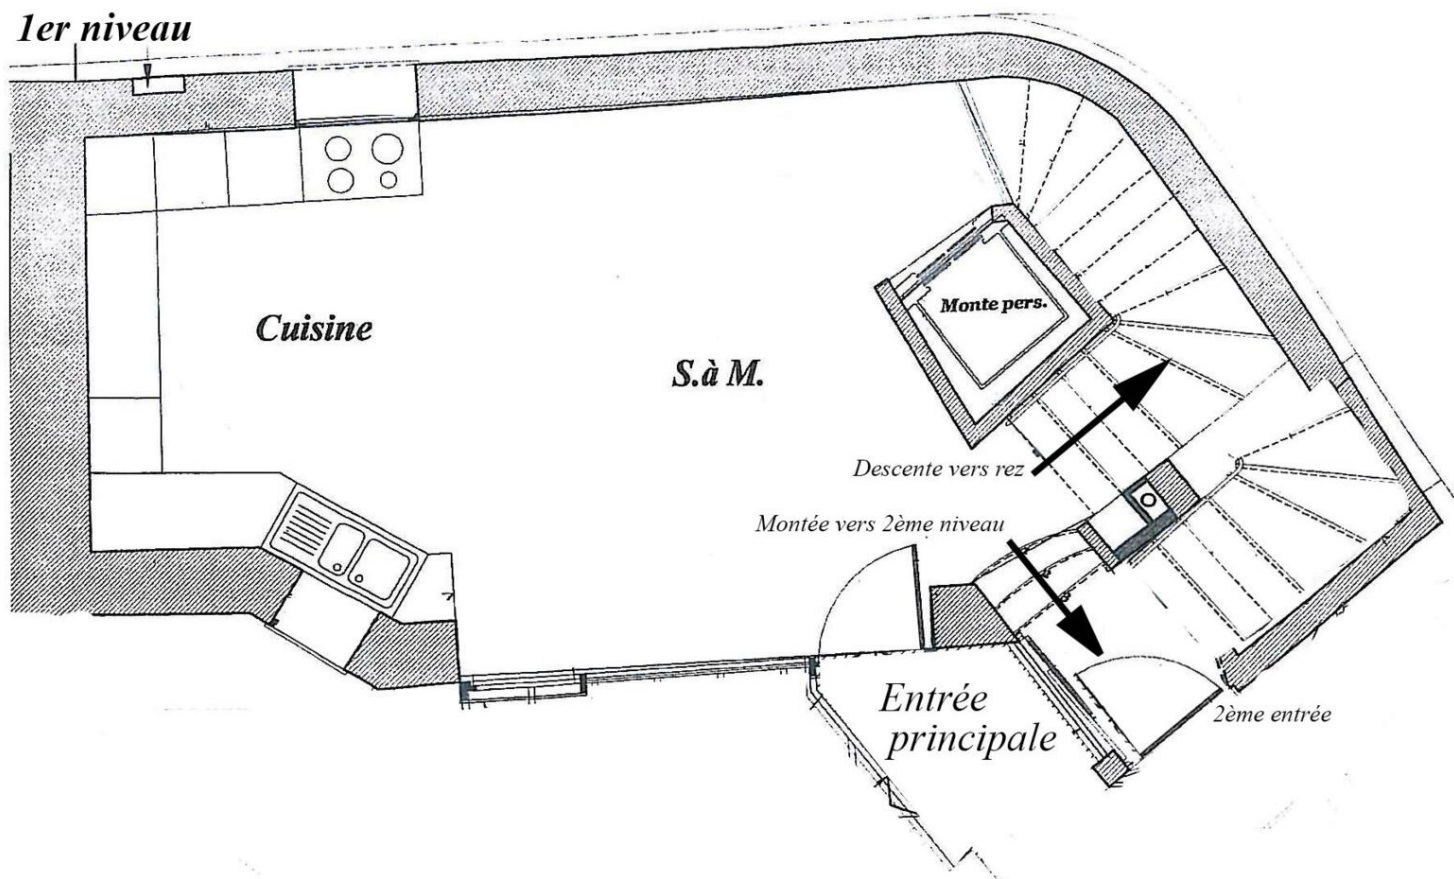 1er niveau
Cuisine
Monte pers.
S.à M.
Descente vers rez
Montée vers 2ème niveau
Entrée
principale
2ème entrée